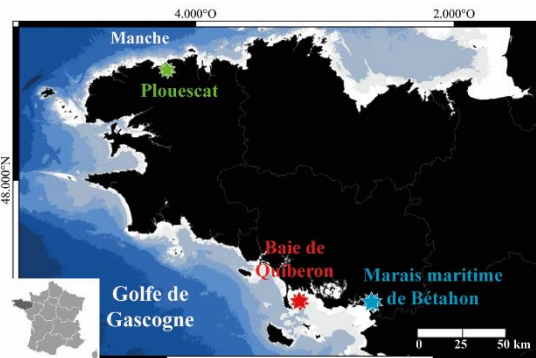 4.000°O
2.000°O
Manche
Plouescat
48.000°N
Baie de
Quiberon
Marais maritime
de Bétahon
Golfe de
Gascogne
0 25 50 km